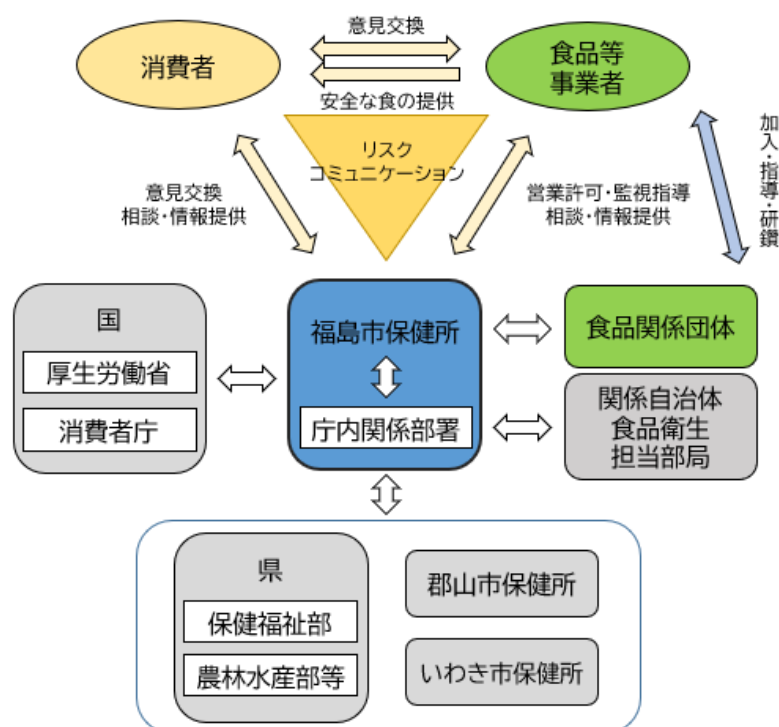 意見交換
消費者
食品等
事業者
安全な食の提供
リスク
コミュニケーション
加入・指導・研鑽
意見交換
相談・情報提供
営業許可・監視指導
相談・情報提供
国
厚生労働省
消費者庁
福島市保健所
庁内関係部署
食品関係団体
関係自治体
食品衛生
担当部局
県
保健福祉部
農林水産部等
郡山市保健所
いわき市保健所